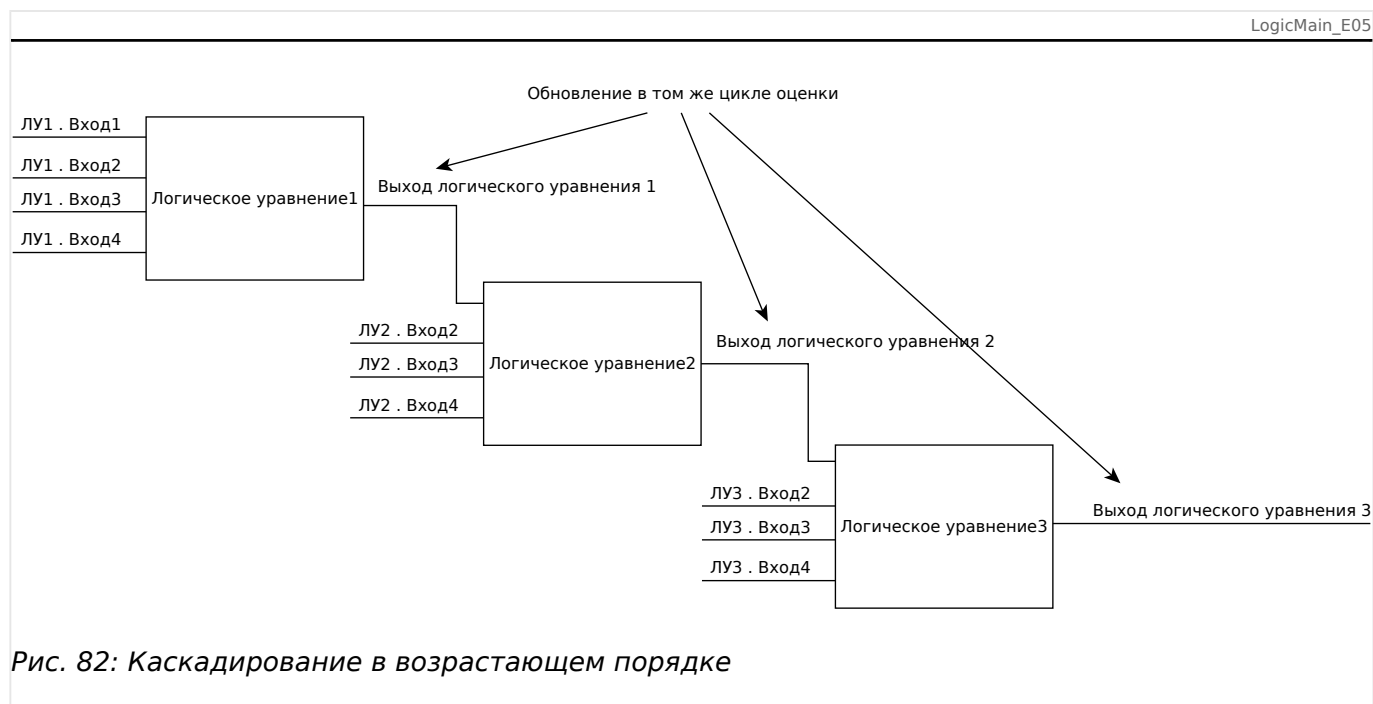 LogicMain_E05
Обновление в том же цикле оценки
ЛУ1 . Вход1
ЛУ1 . Вход2
ЛУ1 . Вход3
ЛУ1 . Вход4
Логическое уравнение1
Выход логического уравнения 1
ЛУ2 . Вход2
ЛУ2 . Вход3
ЛУ2 . Вход4
Логическое уравнение2
Выход логического уравнения 2
ЛУ3 . Вход2
ЛУ3 . Вход3
ЛУ3 . Вход4
Логическое уравнение3
Выход логического уравнения 3
Рис. 82: Каскадирование в возрастающем порядке